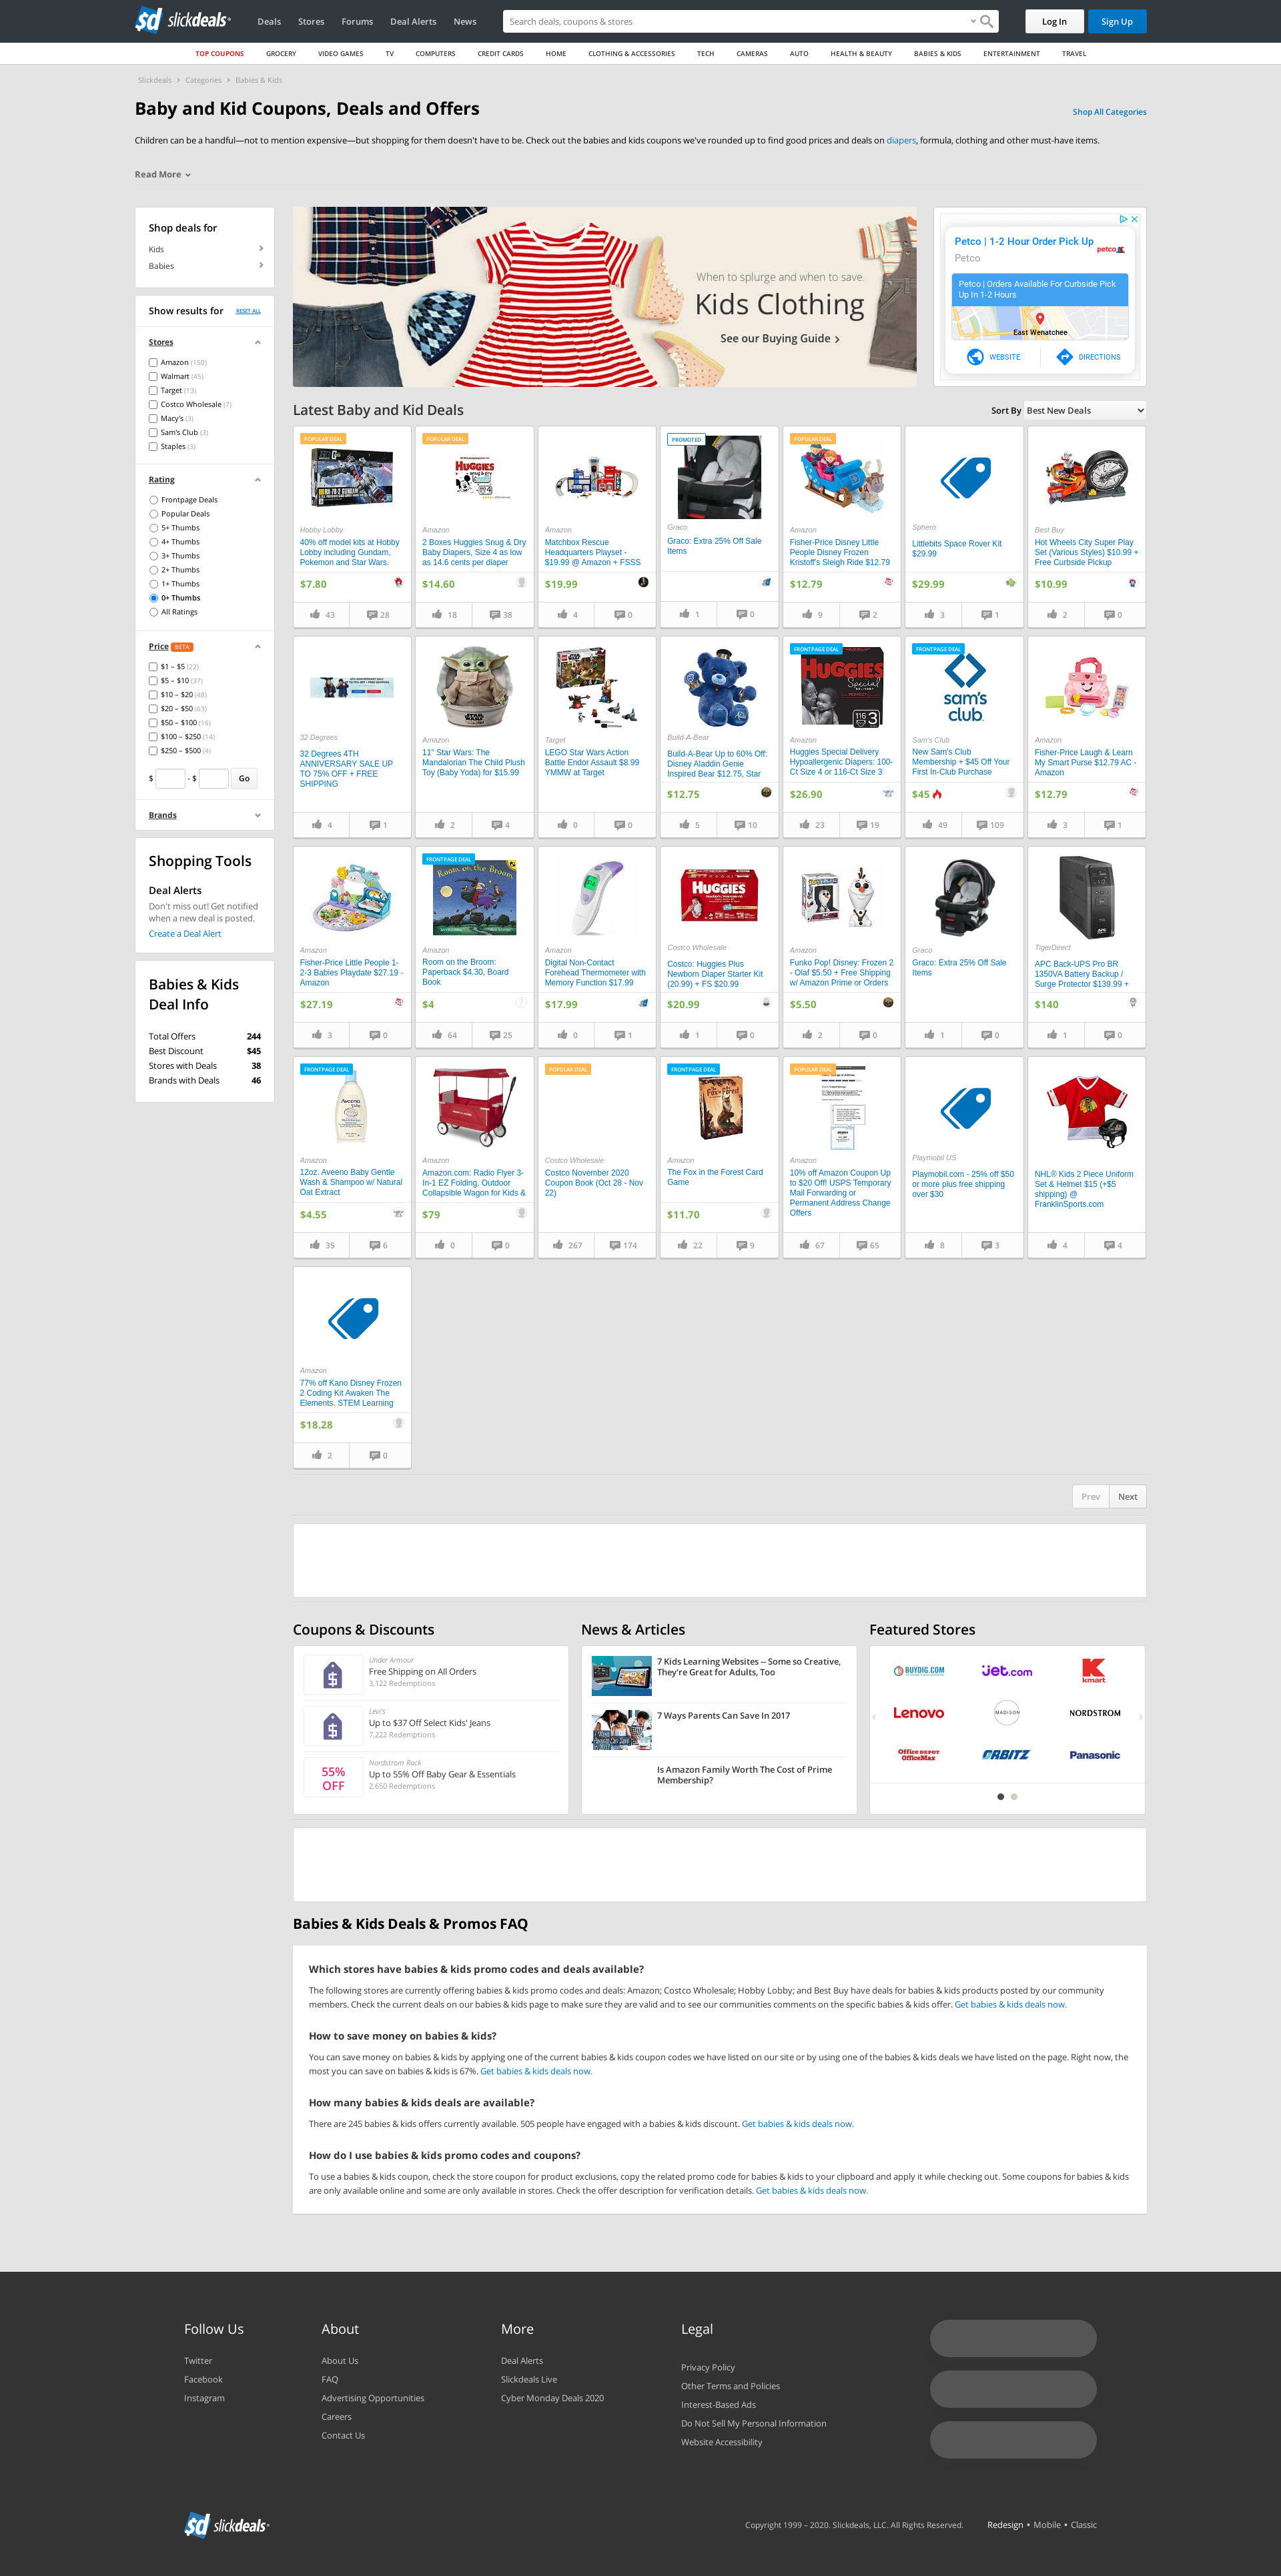 slickdeals
Deals Stores Forums Deal Alerts News
Search deals, coupons & stores
Log In
Sign Up
TOP COUPONS GROCERY VIDEO GAMES TV COMPUTERS CREDIT CARDS HOME CLOTHING & ACCESSORIES TECH CAMERAS AUTO HEALTH & BEAUTY BABIES & KIDS ENTERTAINMENT TRAVEL
Slickdeals > Categories > Babies & Kids
Baby and Kid Coupons, Deals and Offers
Shop All Categories
Children can be a handful—not to mention expensive—but shopping for them doesn't have to be. Check out the babies and kids coupons we've rounded up to find good prices and deals on diapers, formula, clothing and other must-have items.
Read More
Shop deals for
Kids
Babies
Show results for RESET ALL
Stores
Amazon (150)
Walmart (45)
Target (13)
Costco Wholesale (7)
Macy's (3)
Sam's Club (3)
Staples (3)
Rating
Frontpage Deals
Popular Deals
5+ Thumbs
4+ Thumbs
3+ Thumbs
2+ Thumbs
1+ Thumbs
0+ Thumbs
All Ratings
Price BETA
$1 – $5 (22)
$5 – $10 (37)
$10 – $20 (48)
$20 – $50 (63)
$50 – $100 (16)
$100 – $250 (14)
$250 – $500 (4)
$ - $ Go
Brands
Shopping Tools
Deal Alerts
Don't miss out! Get notified
when a new deal is posted.
Create a Deal Alert
Babies & Kids
Deal Info
Total Offers 244
Best Discount $45
Stores with Deals 38
Brands with Deals 46
When to splurge and when to save.
Kids Clothing
See our Buying Guide >
Petco | 1-2 Hour Order Pick Up
Petco
petco
Petco | Orders Available For Curbside Pick
Up In 1-2 Hours
East Wenatchee
WEBSITE
DIRECTIONS
Latest Baby and Kid Deals
Sort By Best New Deals
POPULAR DEAL
Hobby Lobby
40% off model kits at Hobby
Lobby including Gundam,
Pokemon and Star Wars.
$7.80
43 28
POPULAR DEAL
HUGGIES
Amazon
2 Boxes Huggies Snug & Dry
Baby Diapers, Size 4 as low
as 14.6 cents per diaper
$14.60
18 38
Amazon
Matchbox Rescue
Headquarters Playset -
$19.99 @ Amazon + FSSS
$19.99
4 0
PROMOTED
Graco
Graco: Extra 25% Off Sale
Items
1 0
POPULAR DEAL
Amazon
Fisher-Price Disney Little
People Disney Frozen
Kristoff's Sleigh Ride $12.79
$12.79
9 2
Sphero
Littlebits Space Rover Kit
$29.99
$29.99
3 1
Best Buy
Hot Wheels City Super Play
Set (Various Styles) $10.99 +
Free Curbside Pickup
$10.99
2 0
32 Degrees
32 Degrees 4TH
ANNIVERSARY SALE UP
TO 75% OFF + FREE
SHIPPING
4 1
Amazon
11" Star Wars: The
Mandalorian The Child Plush
Toy (Baby Yoda) for $15.99
2 4
Target
LEGO Star Wars Action
Battle Endor Assault $8.99
YMMW at Target
0 0
Build-A-Bear
Build-A-Bear Up to 60% Off:
Disney Aladdin Genie
Inspired Bear $12.75, Star
$12.75
5 10
FRONTPAGE DEAL
HUGGIES
Special
116 3
Amazon
Huggies Special Delivery
Hypoallergenic Diapers: 100-
Ct Size 4 or 116-Ct Size 3
$26.90
23 19
FRONTPAGE DEAL
sam's
club
Sam's Club
New Sam's Club
Membership + $45 Off Your
First In-Club Purchase
$45
49 109
Amazon
Fisher-Price Laugh & Learn
My Smart Purse $12.79 AC -
Amazon
$12.79
3 1
Amazon
Fisher-Price Little People 1-
2-3 Babies Playdate $27.19 -
Amazon
$27.19
3 0
FRONTPAGE DEAL
Room on the Broom
Amazon
Room on the Broom:
Paperback $4.30, Board
Book
$4
64 25
Amazon
Digital Non-Contact
Forehead Thermometer with
Memory Function $17.99
$17.99
0 1
HUGGIES
Costco Wholesale
Costco: Huggies Plus
Newborn Diaper Starter Kit
(20.99) + FS $20.99
$20.99
1 0
Amazon
Funko Pop! Disney: Frozen 2
- Olaf $5.50 + Free Shipping
w/ Amazon Prime or Orders
$5.50
2 0
Graco
Graco: Extra 25% Off Sale
Items
1 0
TigerDirect
APC Back-UPS Pro BR
1350VA Battery Backup /
Surge Protector $139.99 +
$140
1 0
FRONTPAGE DEAL
Aveeno
Amazon
12oz. Aveeno Baby Gentle
Wash & Shampoo w/ Natural
Oat Extract
$4.55
35 6
Amazon
Amazon.com: Radio Flyer 3-
In-1 EZ Folding, Outdoor
Collapsible Wagon for Kids &
$79
0 0
POPULAR DEAL
Costco Wholesale
Costco November 2020
Coupon Book (Oct 28 - Nov
22)
267 174
FRONTPAGE DEAL
Amazon
The Fox in the Forest Card
Game
$11.70
22 9
POPULAR DEAL
Amazon
10% off Amazon Coupon Up
to $20 Off! USPS Temporary
Mail Forwarding or
Permanent Address Change
Offers
67 65
Playmobil US
Playmobil.com - 25% off $50
or more plus free shipping
over $30
8 3
NHL® Kids 2 Piece Uniform
Set & Helmet $15 (+$5
shipping) @
FranklinSports.com
4 4
Amazon
77% off Kano Disney Frozen
2 Coding Kit Awaken The
Elements. STEM Learning
$18.28
2 0
Prev Next
Coupons & Discounts
Under Armour
Free Shipping on All Orders
3,122 Redemptions
Levi's
Up to $37 Off Select Kids' Jeans
7,222 Redemptions
55%
OFF
Nordstrom Rack
Up to 55% Off Baby Gear & Essentials
2,650 Redemptions
News & Articles
7 Kids Learning Websites -- Some so Creative,
They're Great for Adults, Too
7 Ways Parents Can Save In 2017
Is Amazon Family Worth The Cost of Prime
Membership?
Featured Stores
BUYDIG.COM jet.com kmart
Lenovo MADISON NORDSTROM
Office DEPOT
OfficeMax
ORBITZ Panasonic
Babies & Kids Deals & Promos FAQ
Which stores have babies & kids promo codes and deals available?
The following stores are currently offering babies & kids promo codes and deals: Amazon; Costco Wholesale; Hobby Lobby; and Best Buy have deals for babies & kids products posted by our community
members. Check the current deals on our babies & kids page to make sure they are valid and to see our communities comments on the specific babies & kids offer. Get babies & kids deals now.
How to save money on babies & kids?
You can save money on babies & kids by applying one of the current babies & kids coupon codes we have listed on our site or by using one of the babies & kids deals we have listed on the page. Right now, the
most you can save on babies & kids is 67%. Get babies & kids deals now.
How many babies & kids deals are available?
There are 245 babies & kids offers currently available. 505 people have engaged with a babies & kids discount. Get babies & kids deals now.
How do I use babies & kids promo codes and coupons?
To use a babies & kids coupon, check the store coupon for product exclusions, copy the related promo code for babies & kids to your clipboard and apply it while checking out. Some coupons for babies & kids
are only available online and some are only available in stores. Check the offer description for verification details. Get babies & kids deals now.
Follow Us
Twitter
Facebook
Instagram
About
About Us
FAQ
Advertising Opportunities
Careers
Contact Us
More
Deal Alerts
Slickdeals Live
Cyber Monday Deals 2020
Legal
Privacy Policy
Other Terms and Policies
Interest-Based Ads
Do Not Sell My Personal Information
Website Accessibility
slickdeals
Copyright 1999 – 2020. Slickdeals, LLC. All Rights Reserved.
Redesign • Mobile • Classic